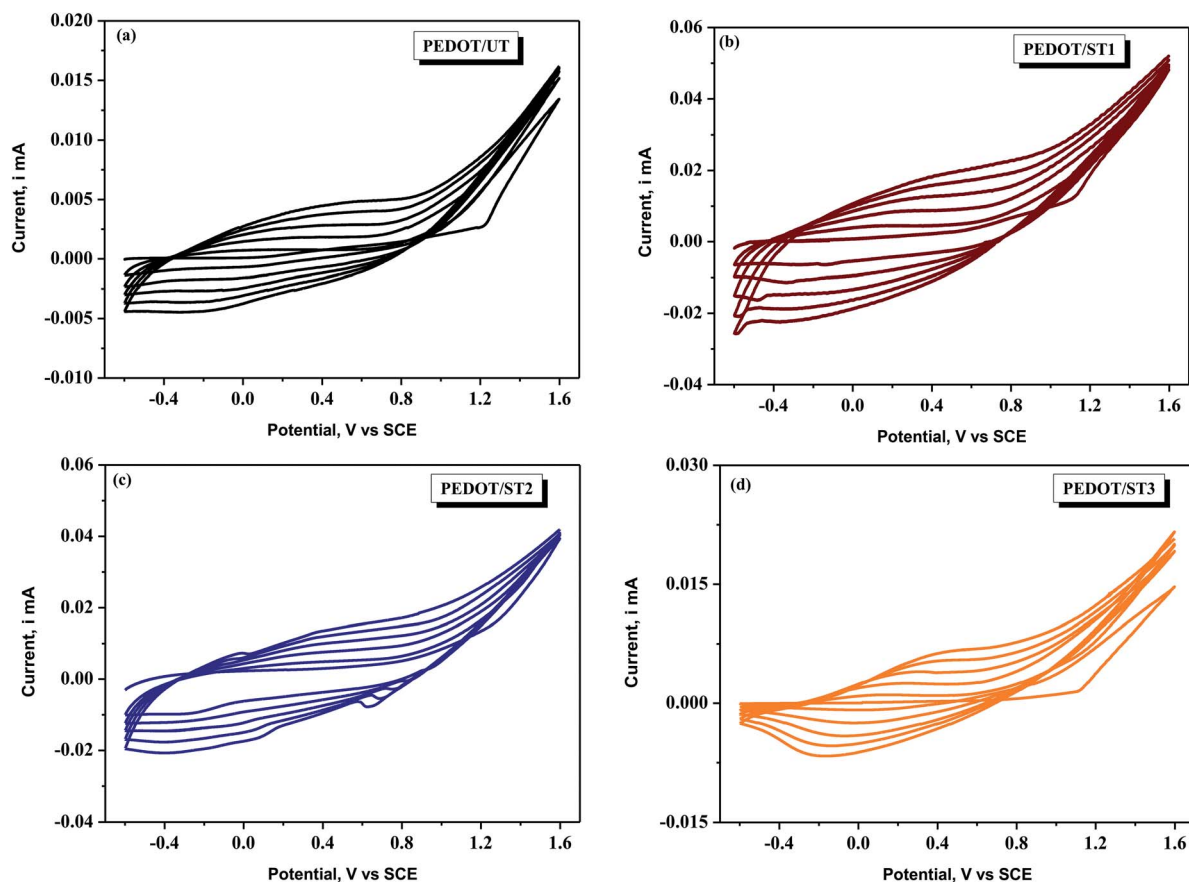 (a)
PEDOT/UT
0.020
0.015
0.010
0.005
0.000
-0.005
-0.010
Current, i mA
-0.4 0.0 0.4 0.8 1.2 1.6
Potential, V vs SCE
(b)
PEDOT/ST1
0.06
0.04
0.02
0.00
-0.02
-0.04
Current, i mA
-0.4 0.0 0.4 0.8 1.2 1.6
Potential, V vs SCE
(c)
PEDOT/ST2
0.06
0.04
0.02
0.00
-0.02
-0.04
Current, i mA
-0.4 0.0 0.4 0.8 1.2 1.6
Potential, V vs SCE
(d)
PEDOT/ST3
0.030
0.015
0.000
-0.015
Current, i mA
-0.4 0.0 0.4 0.8 1.2 1.6
Potential, V vs SCE